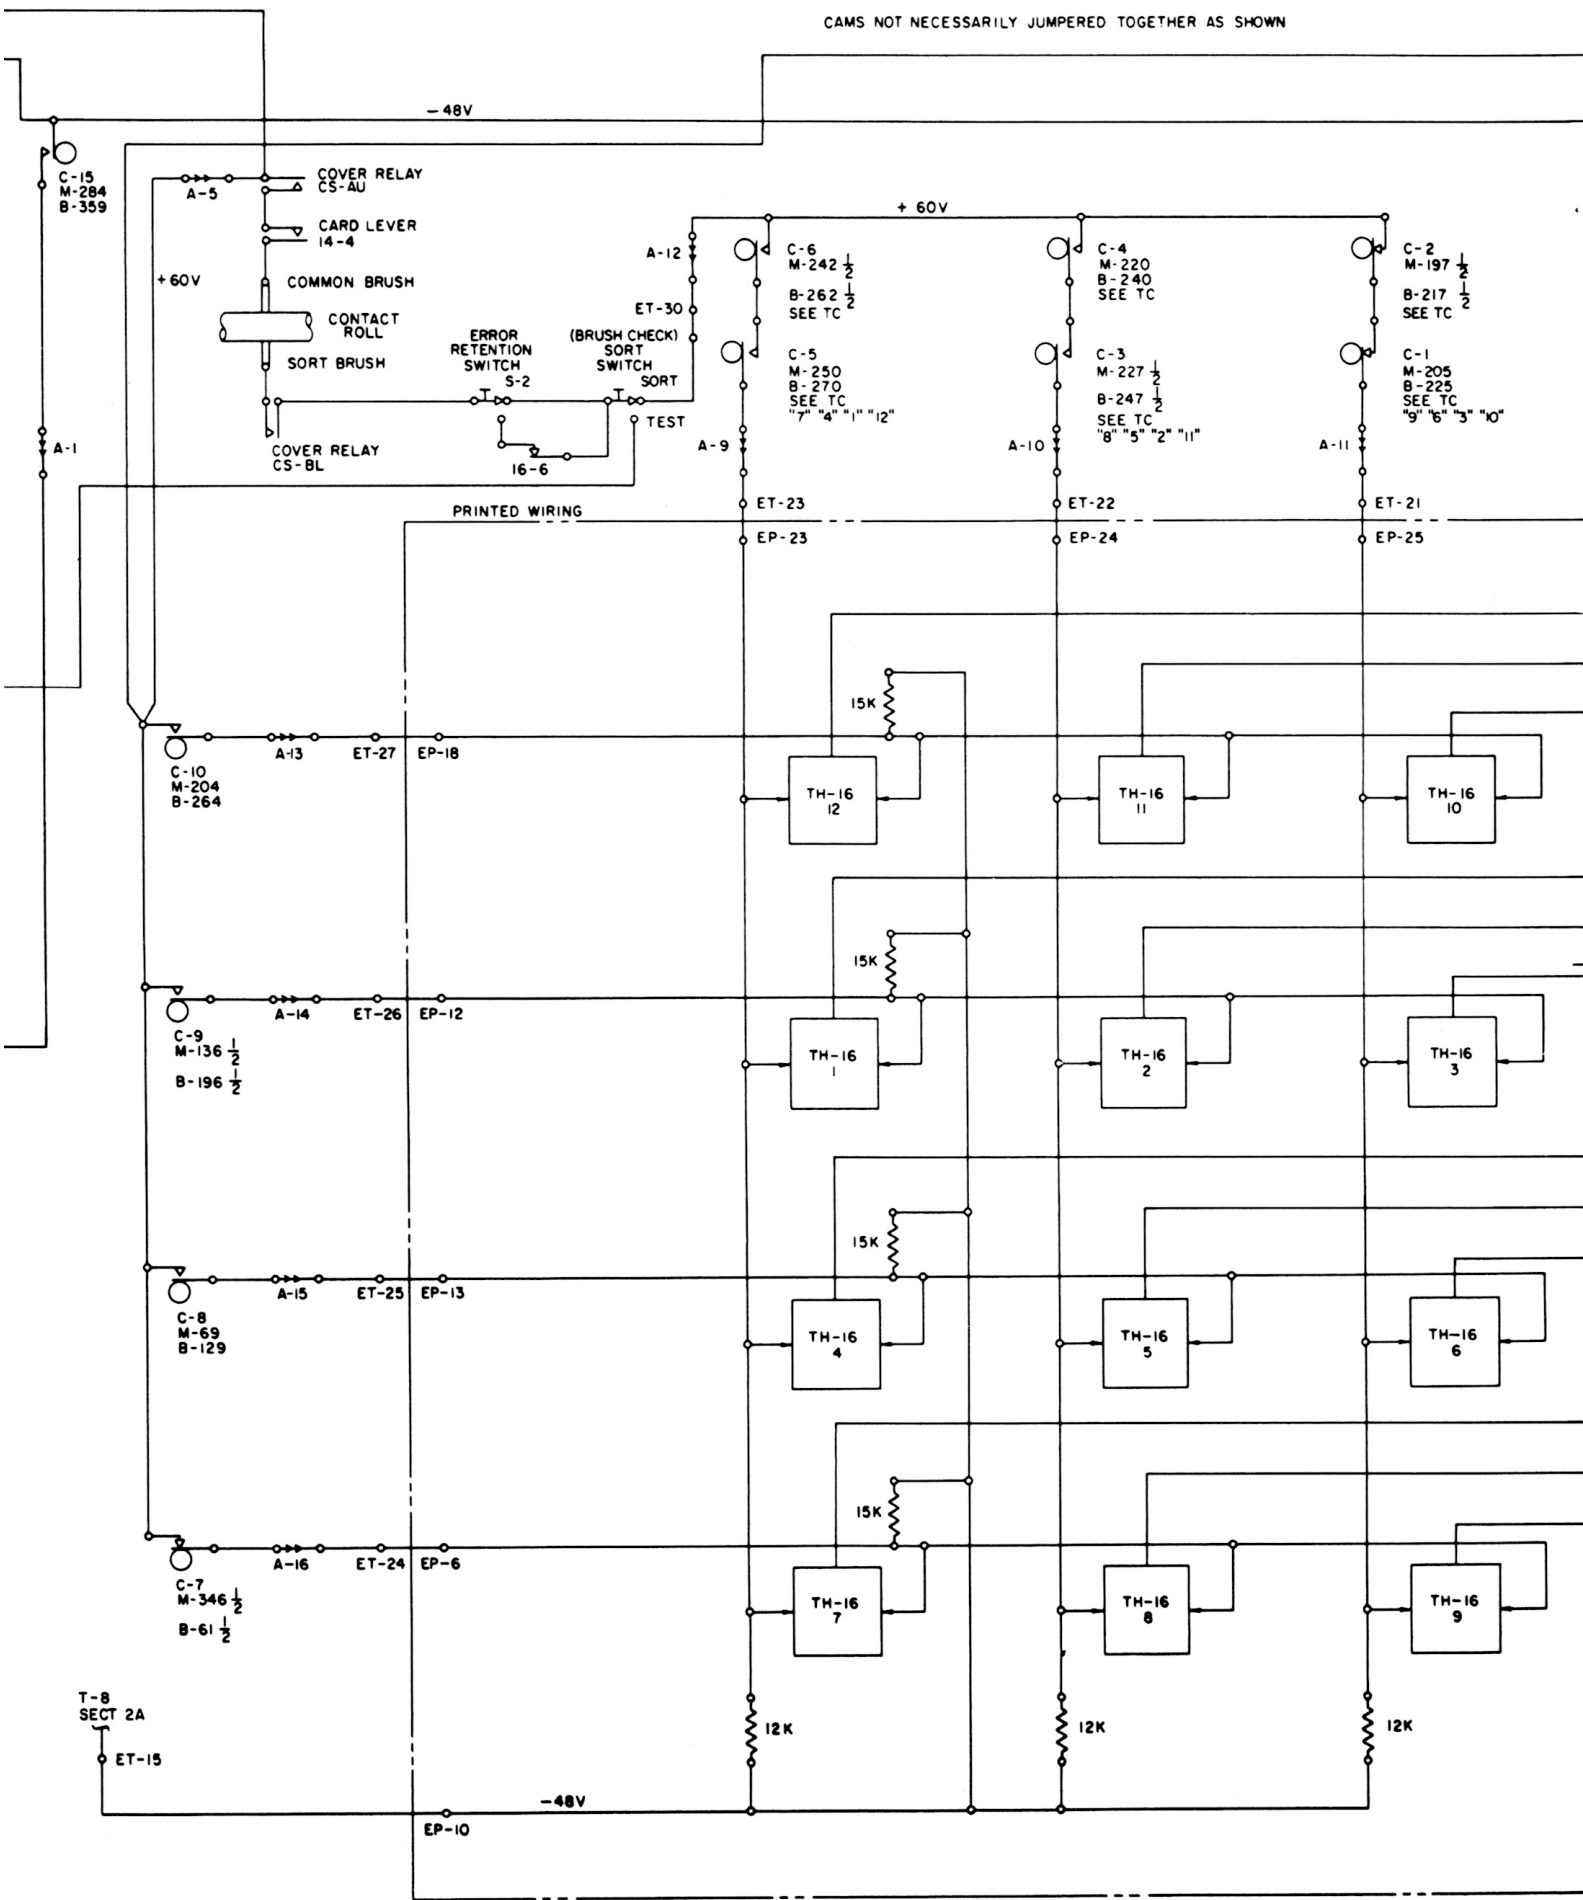 CAMS NOT NECESSARILY JUMPERED TOGETHER AS SHOWN
-48V
C-15
M-284
B-359
A-5
COVER RELAY
CS-AU
CARD LEVER
14-4
+60V
COMMON BRUSH
CONTACT
ROLL
SORT BRUSH
COVER RELAY
CS-BL
A-1
ERROR
RETENTION
SWITCH
S-2
(BRUSH CHECK)
SORT
SWITCH
SORT
TEST
16-6
A-12
ET-30
+ 60V
C-6
M-242 1/2
B-262 1/2
SEE TC
C-4
M-220
B-240
SEE TC
C-2
M-197 1/2
B-217 1/2
SEE TC
C-5
M-250
B-270
SEE TC
"7" "4" "1" "12"
C-3
M-227 1/2
B-247 1/2
SEE TC
"8" "5" "2" "11"
C-1
M-205
B-225
SEE TC
"9" "6" "3" "10"
A-9
A-10
A-11
ET-23
ET-22
ET-21
PRINTED WIRING
EP-23
EP-24
EP-25
15K
A-13
ET-27
EP-18
C-10
M-204
B-264
TH-16
12
TH-16
11
TH-16
10
15K
A-14
ET-26
EP-12
C-9
M-136 1/2
B-196 1/2
TH-16
1
TH-16
2
TH-16
3
15K
A-15
ET-25
EP-13
C-8
M-69
B-129
TH-16
4
TH-16
5
TH-16
6
15K
A-16
ET-24
EP-6
C-7
M-346 1/2
B-61 1/2
TH-16
7
TH-16
8
TH-16
9
T-8
SECT 2A
ET-15
12K
12K
12K
-48V
EP-10